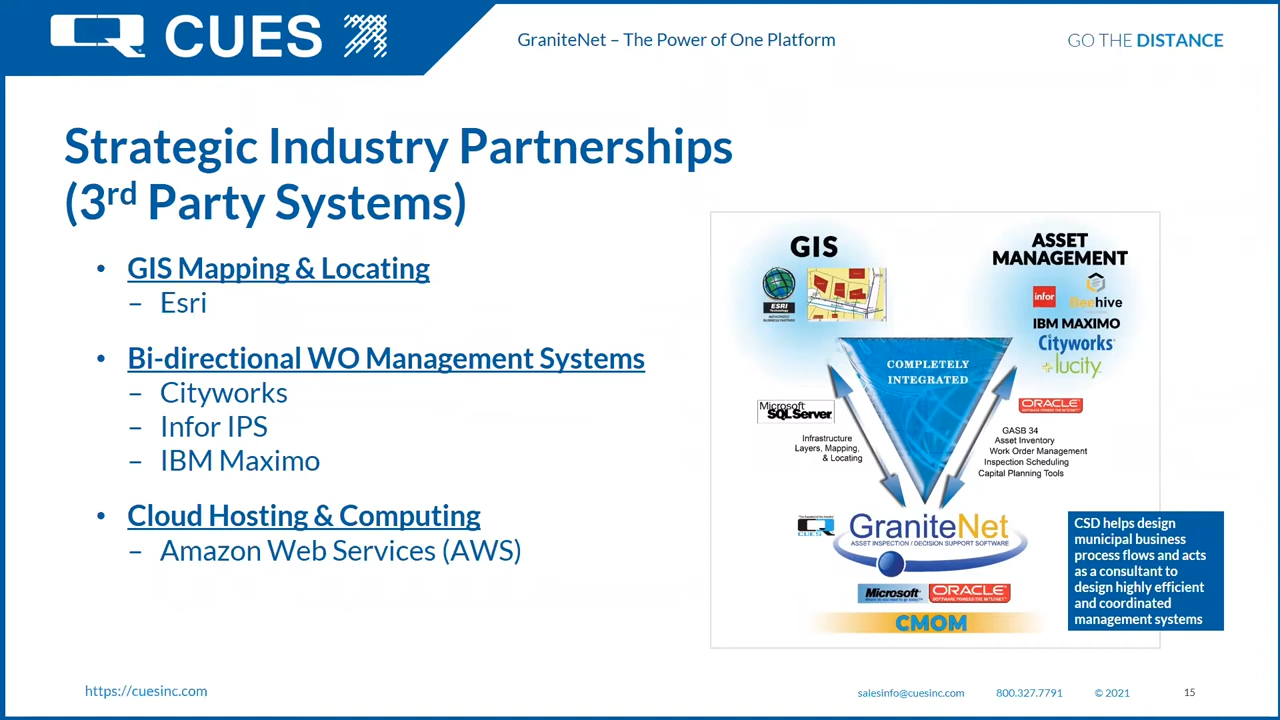 CUES
GraniteNet – The Power of One Platform
GO THE DISTANCE
Strategic Industry Partnerships
(3rd Party Systems)
• GIS Mapping & Locating
– Esri
• Bi-directional WO Management Systems
– Cityworks
– Infor IPS
– IBM Maximo
• Cloud Hosting & Computing
– Amazon Web Services (AWS)
GIS
ESRI
ASSET
MANAGEMENT
infor
Beehive
IBM MAXIMO
Cityworks
lucity
COMPLETELY
INTEGRATED
Microsoft
SQL Server
Infrastructure
Layers, Mapping,
& Locating
ORACLE
GASB 34
Asset Inventory
Work Order Management
Inspection Scheduling
Capital Planning Tools
CUES
GraniteNet
ASSET INSPECTION / DECISION SUPPORT SOFTWARE
Microsoft
ORACLE
CMOM
CSD helps design
municipal business
process flows and acts
as a consultant to
design highly efficient
and coordinated
management systems
https://cuesinc.com
salesinfo@cuesinc.com
800.327.7791
© 2021
15